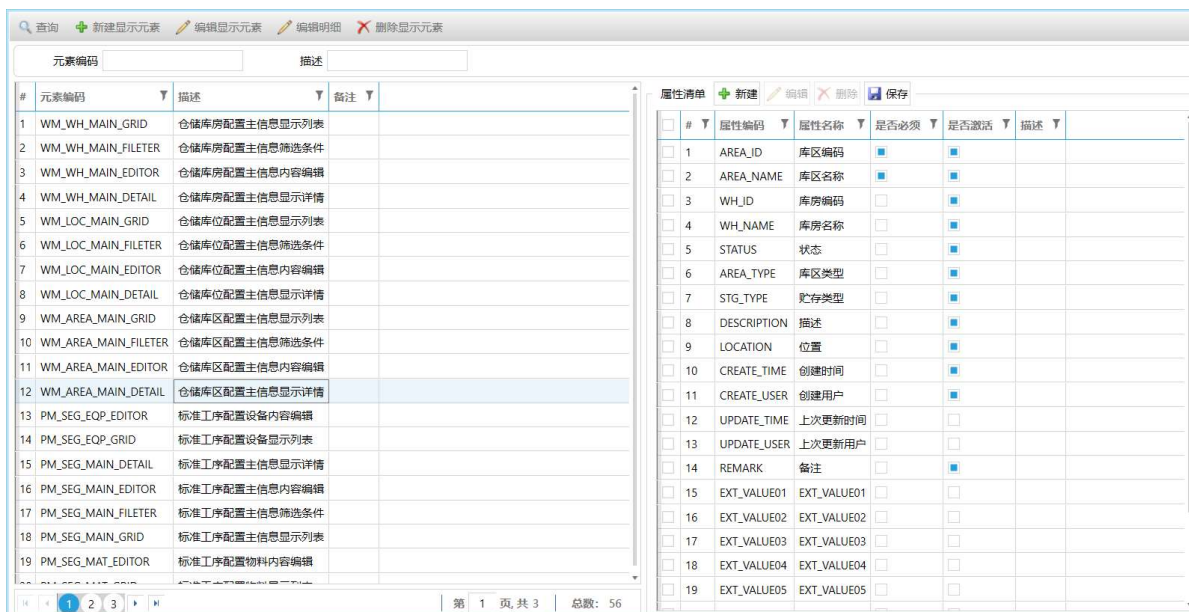 查询 新建显示元素 编辑显示元素 编辑明细 删除显示元素
元素编码 描述
# 元素编码 描述 备注
1 WM_WH_MAIN_GRID 仓储库房配置主信息显示列表
2 WM_WH_MAIN_FILETER 仓储库房配置主信息筛选条件
3 WM_WH_MAIN_EDITOR 仓储库房配置主信息内容编辑
4 WM_WH_MAIN_DETAIL 仓储库房配置主信息显示详情
5 WM_LOC_MAIN_GRID 仓储库位配置主信息显示列表
6 WM_LOC_MAIN_FILETER 仓储库位配置主信息筛选条件
7 WM_LOC_MAIN_EDITOR 仓储库位配置主信息内容编辑
8 WM_LOC_MAIN_DETAIL 仓储库位配置主信息显示详情
9 WM_AREA_MAIN_GRID 仓储库区配置主信息显示列表
10 WM_AREA_MAIN_FILETER 仓储库区配置主信息筛选条件
11 WM_AREA_MAIN_EDITOR 仓储库区配置主信息内容编辑
12 WM_AREA_MAIN_DETAIL 仓储库区配置主信息显示详情
13 PM_SEG_EQP_EDITOR 标准工序配置设备内容编辑
14 PM_SEG_EQP_GRID 标准工序配置设备显示列表
15 PM_SEG_MAIN_DETAIL 标准工序配置主信息显示详情
16 PM_SEG_MAIN_EDITOR 标准工序配置主信息内容编辑
17 PM_SEG_MAIN_FILETER 标准工序配置主信息筛选条件
18 PM_SEG_MAIN_GRID 标准工序配置主信息显示列表
19 PM_SEG_MAT_EDITOR 标准工序配置物料内容编辑
1 2 3 第 1 页,共 3 总数: 56
属性清单 新建 编辑 删除 保存
# 属性编码 属性名称 是否必须 是否激活 描述
1 AREA_ID 库区编码
2 AREA_NAME 库区名称
3 WH_ID 库房编码
4 WH_NAME 库房名称
5 STATUS 状态
6 AREA_TYPE 库区类型
7 STG_TYPE 贮存类型
8 DESCRIPTION 描述
9 LOCATION 位置
10 CREATE_TIME 创建时间
11 CREATE_USER 创建用户
12 UPDATE_TIME 上次更新时间
13 UPDATE_USER 上次更新用户
14 REMARK 备注
15 EXT_VALUE01 EXT_VALUE01
16 EXT_VALUE02 EXT_VALUE02
17 EXT_VALUE03 EXT_VALUE03
18 EXT_VALUE04 EXT_VALUE04
19 EXT_VALUE05 EXT_VALUE05